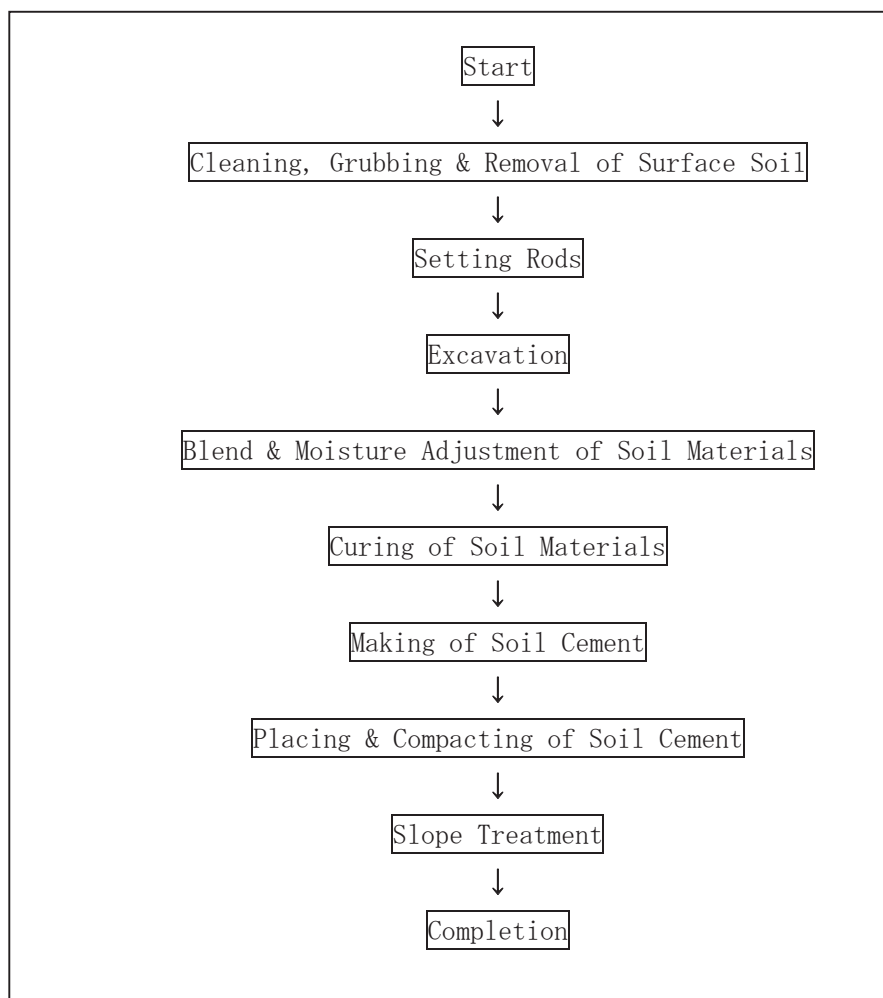 Start
↓
Cleaning, Grubbing & Removal of Surface Soil
↓
Setting Rods
↓
Excavation
↓
Blend & Moisture Adjustment of Soil Materials
↓
Curing of Soil Materials
↓
Making of Soil Cement
↓
Placing & Compacting of Soil Cement
↓
Slope Treatment
↓
Completion